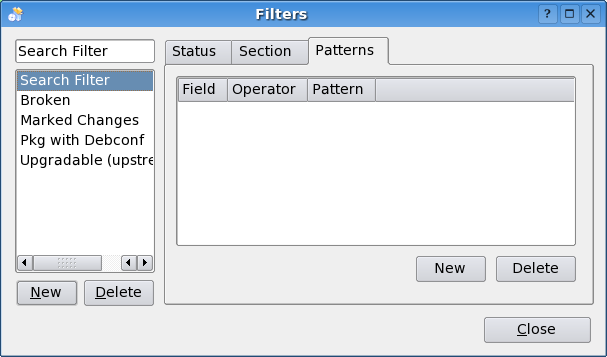 Filters
Search Filter
Status Section Patterns
Search Filter
Broken
Marked Changes
Pkg with Debconf
Upgradable (upstre
Field Operator Pattern
New Delete
New Delete
Close